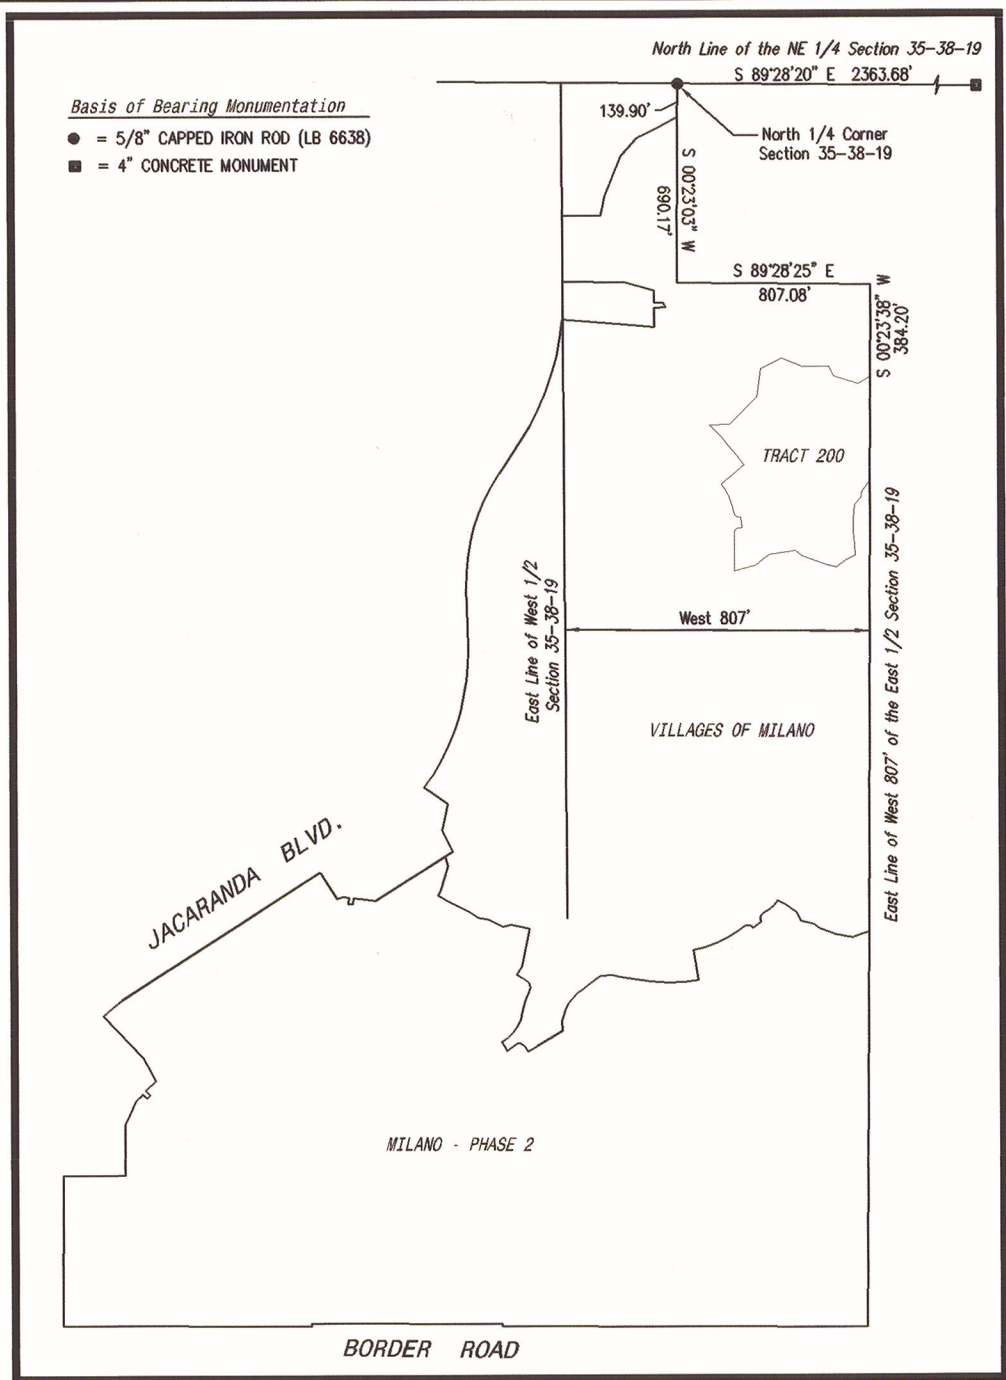 North Line of the NE 1/4 Section 35-38-19
S 89°28'20" E 2363.68'
Basis of Bearing Monumentation
= 5/8" CAPPED IRON ROD (LB 6638)
= 4" CONCRETE MONUMENT
139.90'
North 1/4 Corner
Section 35-38-19
S 00°23'03" W
690.17'
S 89°28'25" E
807.08'
S 00°23'38" W
384.20'
TRACT 200
East Line of West 1/2
Section 35-38-19
West 807'
East Line of West 807' of the East 1/2 Section 35-38-19
VILLAGES OF MILANO
JACARANDA BLVD.
MILANO - PHASE 2
BORDER ROAD